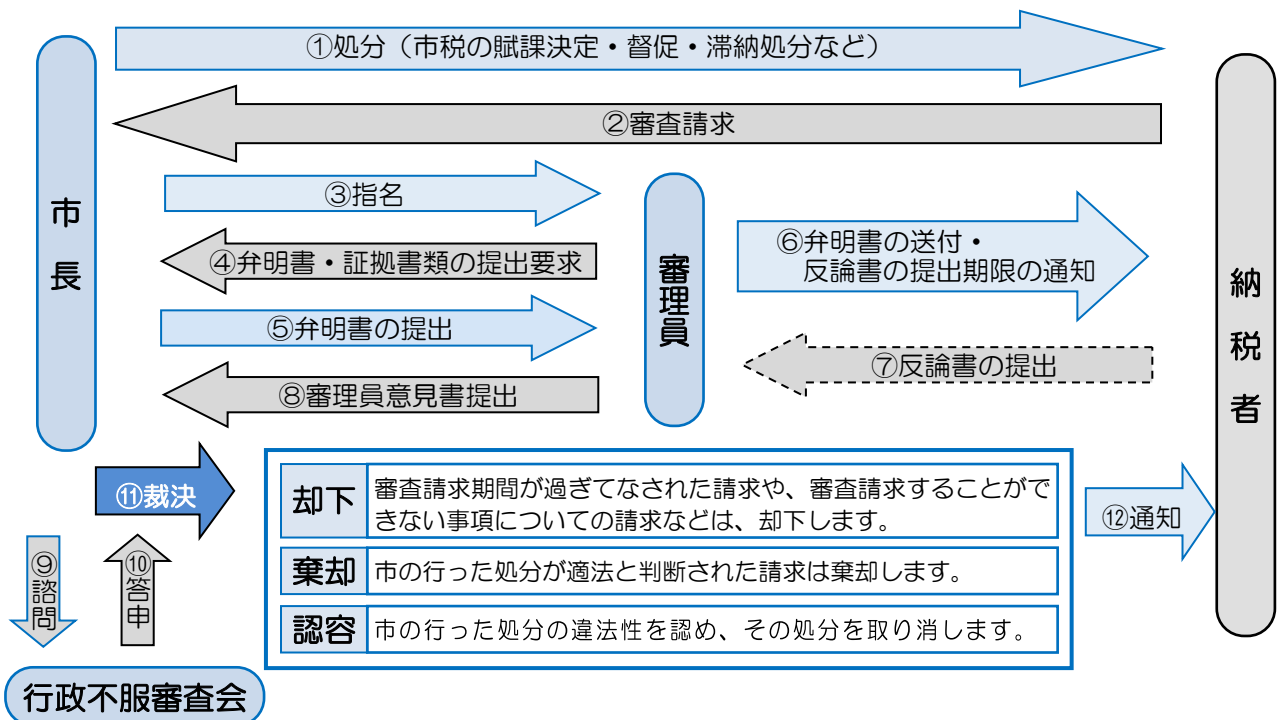 ①処分（市税の賦課決定・督促・滞納処分など）
②審査請求
市長
③指名
④弁明書・証拠書類の提出要求
⑤弁明書の提出
⑧審理員意見書提出
審理員
⑥弁明書の送付・
反論書の提出期限の通知
⑦反論書の提出
納税者
⑪裁決
却下
審査請求期間が過ぎてなされた請求や、審査請求することがで
きない事項についての請求などは、却下します。
棄却
市の行った処分が適法と判断された請求は棄却します。
認容
市の行った処分の違法性を認め、その処分を取り消します。
⑫通知
⑨諮問
⑩答申
行政不服審査会